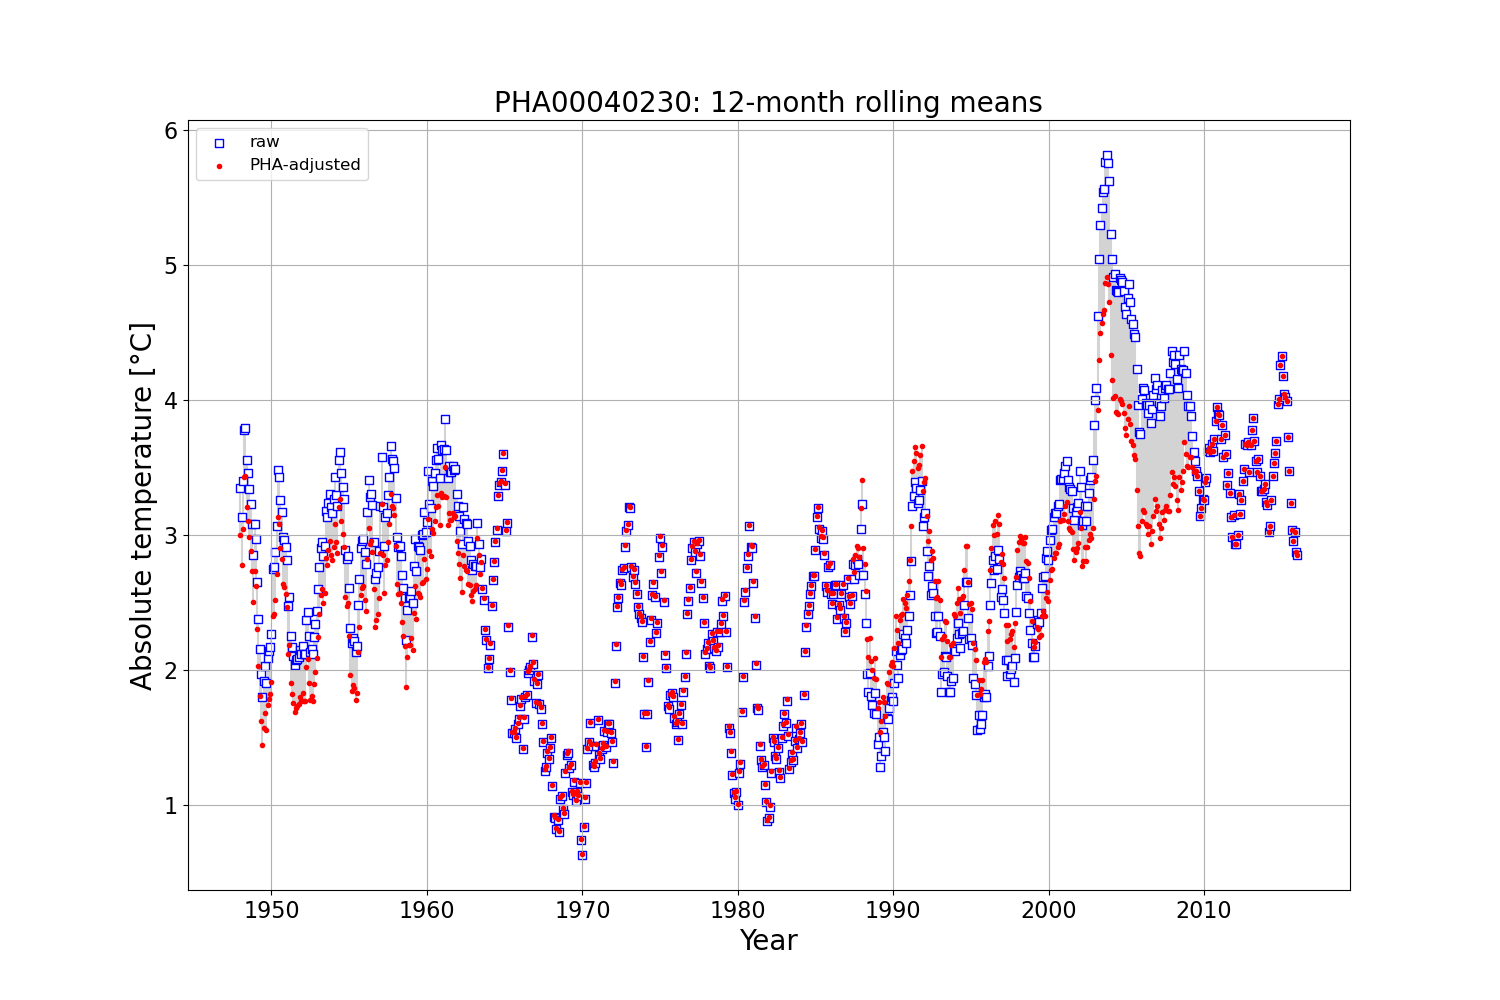 PHA00040230: 12-month rolling means
raw
PHA-adjusted
Absolute temperature [°C]
6
5
4
3
2
1
1950 1960 1970 1980 1990 2000 2010
Year